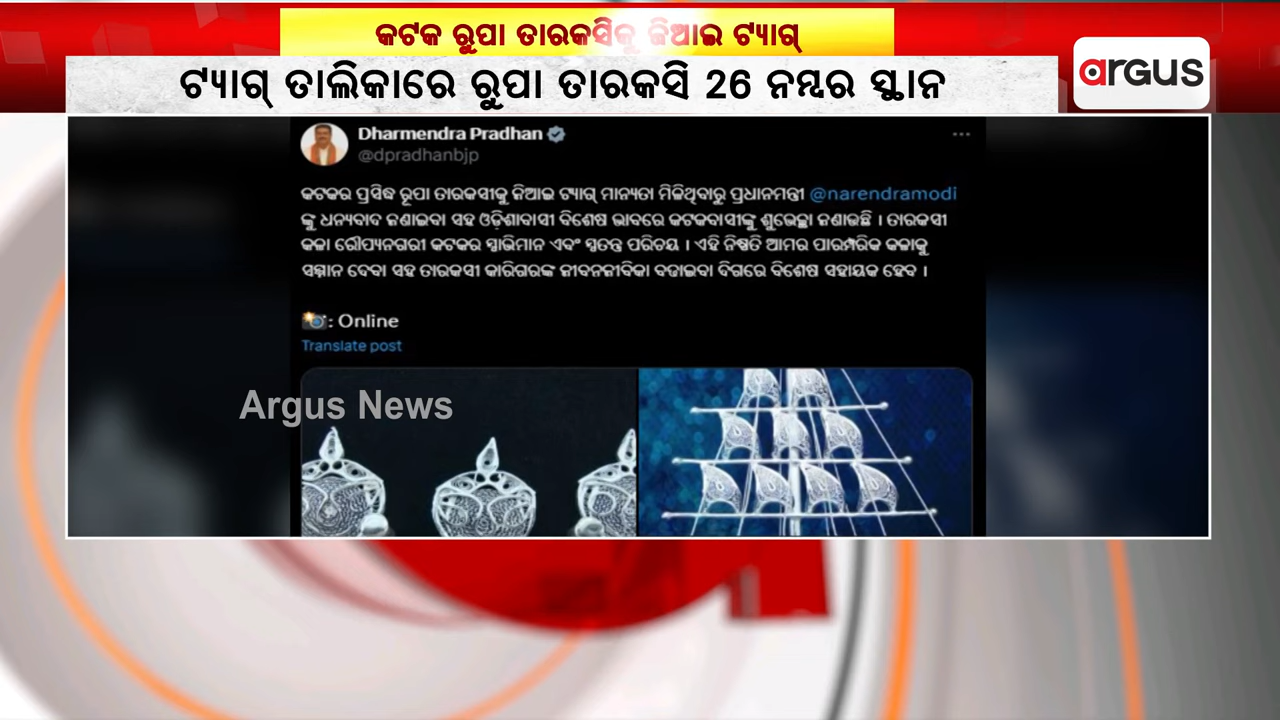 କଟକ ରୁପା ତାରକସିକୁ ଜିଆଇ ଟ୍ୟାଗ୍
ଟ୍ୟାଗ୍ ତାଲିକାରେ ରୁପା ତାରକସି 26 ନମ୍ବର ସ୍ଥାନ
argus
Dharmendra Pradhan
@dpradhanbjp
କଟକର ପ୍ରସିଦ୍ଧ ରୂପା ତାରକସୀକୁ ଜିଆଇ ଟ୍ୟାଗ୍ ମାନ୍ୟତା ମିଳିଥିବାରୁ ପ୍ରଧାନମନ୍ତ୍ରୀ @narendramodi
ଙ୍କୁ ଧନ୍ୟବାଦ ଜଣାଇବା ସହ ଓଡ଼ିଶାବାସୀ ବିଶେଷ ଭାବରେ କଟକବାସୀଙ୍କୁ ଶୁଭେଚ୍ଛା ଜଣାଉଛି । ତାରକସୀ
କଳା ରୌପ୍ୟନଗରୀ କଟକର ସ୍ୱାଭିମାନ ଏବଂ ସ୍ୱତନ୍ତ୍ର ପରିଚୟ । ଏହି ନିଷ୍ପତି ଆମର ପାରମ୍ପରିକ କଳାକୁ
ସମ୍ମାନ ଦେବା ସହ ତାରକସୀ କାରିଗରଙ୍କ ଜୀବନଜୀବିକା ବଢାଇବା ଦିଗରେ ବିଶେଷ ସହାୟକ ହେବ ।
: Online
Translate post
Argus News